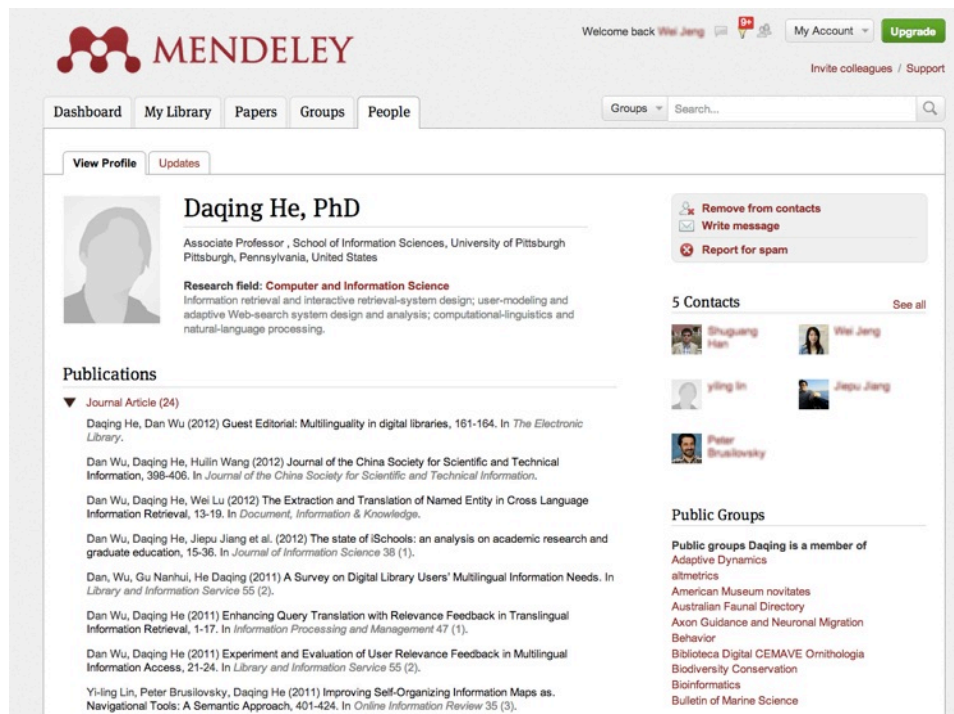 MENDELEY
Welcome back Wei Jeng
9+
My Account
Upgrade
Invite colleagues / Support
Dashboard
My Library
Papers
Groups
People
Groups
Search...
View Profile
Updates
Daqing He, PhD
Associate Professor , School of Information Sciences, University of Pittsburgh
Pittsburgh, Pennsylvania, United States
Research field: Computer and Information Science
Information retrieval and interactive retrieval-system design; user-modeling and
adaptive Web-search system design and analysis; computational-linguistics and
natural-language processing.
Publications
Journal Article (24)
Daqing He, Dan Wu (2012) Guest Editorial: Multilinguality in digital libraries, 161-164. In The Electronic
Library.
Dan Wu, Daqing He, Huilin Wang (2012) Journal of the China Society for Scientific and Technical
Information, 398-406. In Journal of the China Society for Scientific and Technical Information.
Dan Wu, Daqing He, Wei Lu (2012) The Extraction and Translation of Named Entity in Cross Language
Information Retrieval, 13-19. In Document, Information & Knowledge.
Dan Wu, Daqing He, Jiepu Jiang et al. (2012) The state of iSchools: an analysis on academic research and
graduate education, 15-36. In Journal of Information Science 38 (1).
Dan, Wu, Gu Nanhui, He Daqing (2011) A Survey on Digital Library Users' Multilingual Information Needs. In
Library and Information Service 55 (2).
Dan Wu, Daqing He (2011) Enhancing Query Translation with Relevance Feedback in Translingual
Information Retrieval, 1-17. In Information Processing and Management 47 (1).
Dan Wu, Daqing He (2011) Experiment and Evaluation of User Relevance Feedback in Multilingual
Information Access, 21-24. In Library and Information Service 55 (2).
Yi-ling Lin, Peter Brusilovsky, Daqing He (2011) Improving Self-Organizing Information Maps as.
Navigational Tools: A Semantic Approach, 401-424. In Online Information Review 35 (3).
Remove from contacts
Write message
Report for spam
5 Contacts
See all
Shuguang
Han
Wei Jeng
yiling lin
Jiepu Jiang
Peter
Brusilovsky
Public Groups
Public groups Daqing is a member of
Adaptive Dynamics
altmetrics
American Museum novitates
Australian Faunal Directory
Axon Guidance and Neuronal Migration
Behavior
Biblioteca Digital CEMAVE Ornithologia
Biodiversity Conservation
Bioinformatics
Bulletin of Marine Science